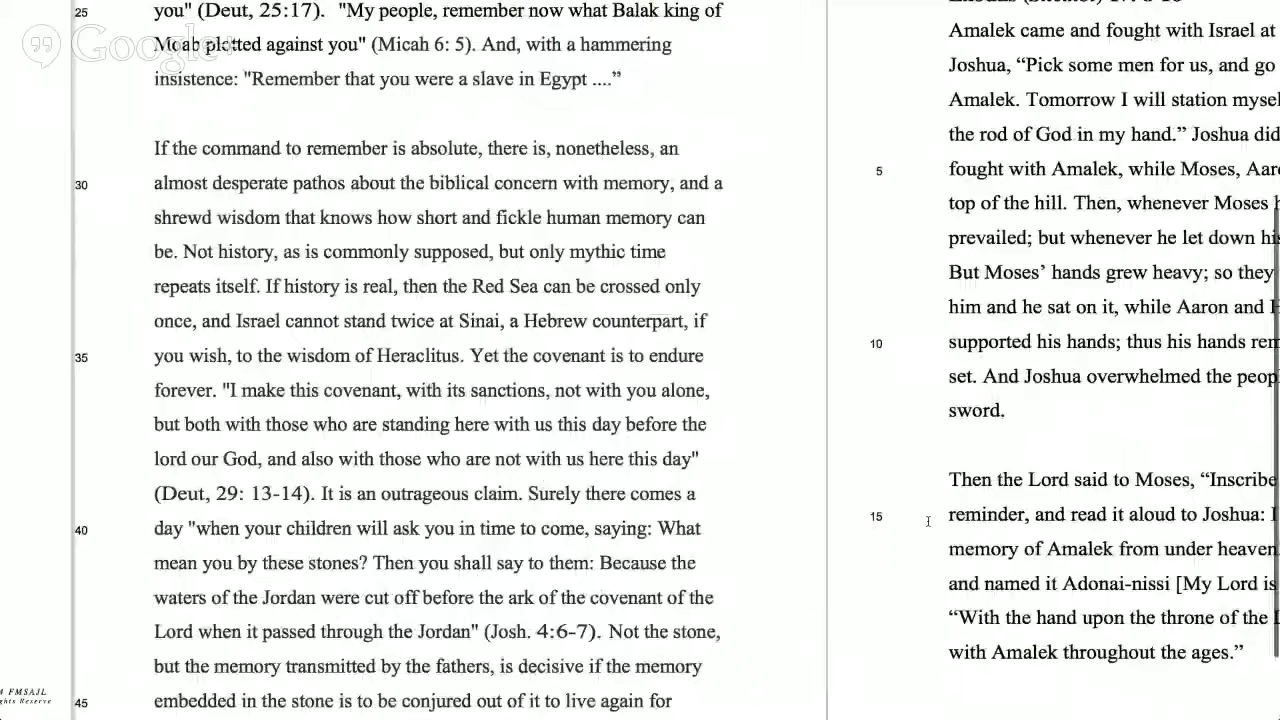 Google+
25
you" (Deut, 25:17). "My people, remember now what Balak king of
Moab plotted against you" (Micah 6: 5). And, with a hammering
insistence: "Remember that you were a slave in Egypt ....”
If the command to remember is absolute, there is, nonetheless, an
30
almost desperate pathos about the biblical concern with memory, and a
shrewd wisdom that knows how short and fickle human memory can
be. Not history, as is commonly supposed, but only mythic time
repeats itself. If history is real, then the Red Sea can be crossed only
once, and Israel cannot stand twice at Sinai, a Hebrew counterpart, if
35
you wish, to the wisdom of Heraclitus. Yet the covenant is to endure
forever. "I make this covenant, with its sanctions, not with you alone,
but both with those who are standing here with us this day before the
lord our God, and also with those who are not with us here this day"
(Deut, 29: 13-14). It is an outrageous claim. Surely there comes a
40
day "when your children will ask you in time to come, saying: What
mean you by these stones? Then you shall say to them: Because the
waters of the Jordan were cut off before the ark of the covenant of the
Lord when it passed through the Jordan" (Josh. 4:6-7). Not the stone,
but the memory transmitted by the fathers, is decisive if the memory
45
embedded in the stone is to be conjured out of it to live again for
FMSAJL
Reserve
Amalek came and fought with Israel at
Joshua, “Pick some men for us, and go
Amalek. Tomorrow I will station
the rod of God in my hand.” Joshua did
5
fought with Amalek, while Moses,
top of the hill. Then, whenever Moses
prevailed; but whenever he let down
But Moses’ hands grew heavy; so they
him and he sat on it, while Aaron and
10
supported his hands; thus his hands
set. And Joshua overwhelmed the
sword.
Then the Lord said to Moses, “Inscribe
15
reminder, and read it aloud to Joshua: I
memory of Amalek from under heaven
and named it Adonai-nissi [My Lord is
“With the hand upon the throne of the
with Amalek throughout the ages.”